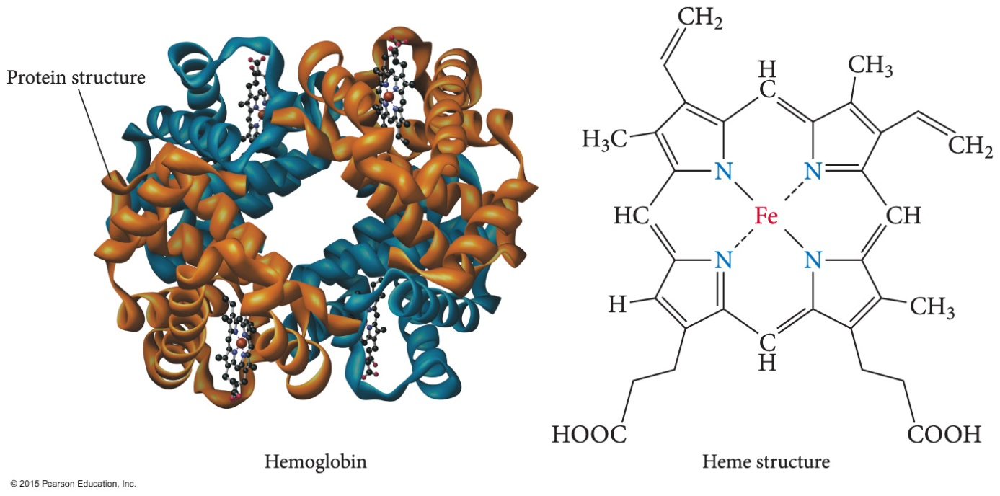 Protein structure
Hemoglobin
© 2015 Pearson Education, Inc.
CH₂
H
C
CH₃
H₃C
CH₂
N
N
HC
Fe
CH
N
N
H
CH₃
C
H
HOOC
COOH
Heme structure